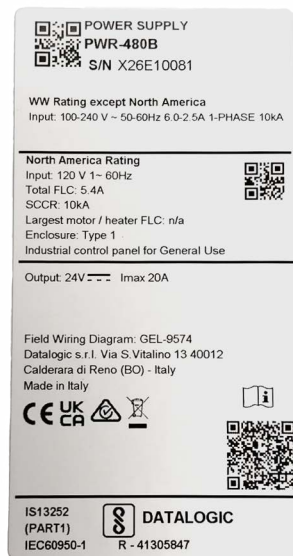 POWER SUPPLY
PWR-480B
S/N X26E10081
WW Rating except North America
Input: 100-240 V ~ 50-60Hz 6.0-2.5A 1-PHASE 10kA
North America Rating
Input: 120 V 1~ 60Hz
Total FLC: 5.4A
SCCR: 10kA
Largest motor / heater FLC: n/a
Enclosure: Type 1
Industrial control panel for General Use
Output: 24V⎓ Imax 20A
Field Wiring Diagram: GEL-9574
Datalogic s.r.l. Via S.Vitalino 13 40012
Calderara di Reno (BO) - Italy
Made in Italy
CE UK CA
IS13252
(PART1)
IEC60950-1
DATALOGIC
R - 41305847